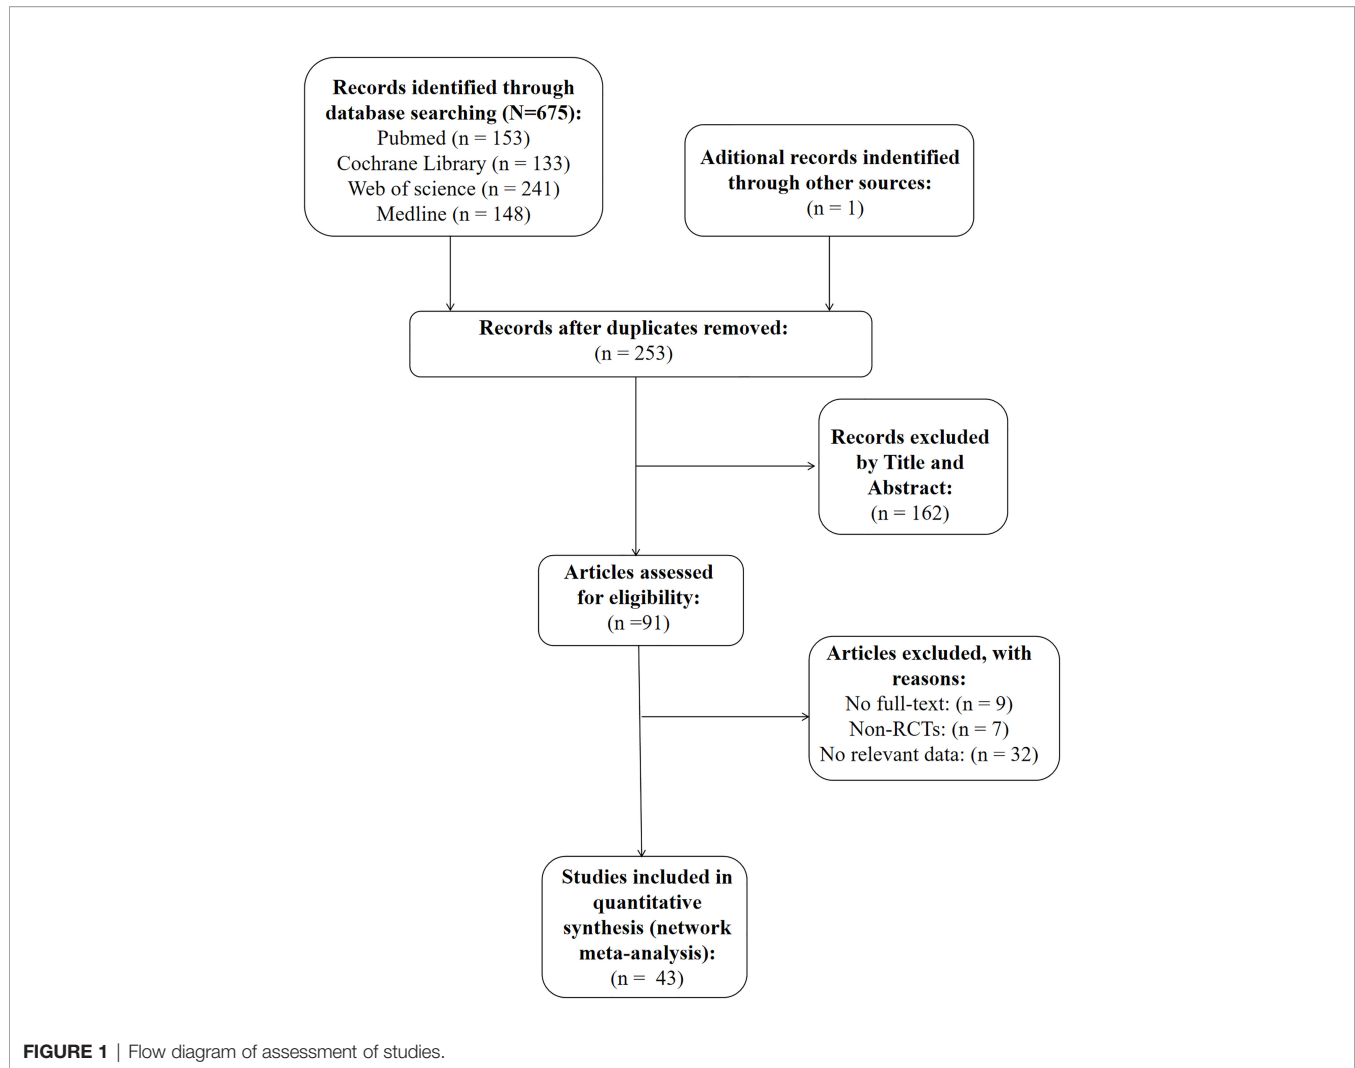 Records identified through
database searching (N=675):
Pubmed (n = 153)
Cochrane Library (n = 133)
Web of science (n = 241)
Medline (n = 148)
Aditional records indentified
through other sources:
(n = 1)
Records after duplicates removed:
(n = 253)
Records excluded
by Title and
Abstract:
(n = 162)
Articles assessed
for eligibility:
(n =91)
Articles excluded, with
reasons:
No full-text: (n = 9)
Non-RCTs: (n = 7)
No relevant data: (n = 32)
Studies included in
quantitative
synthesis (network
meta-analysis):
(n =  43)
FIGURE 1 | Flow diagram of assessment of studies.